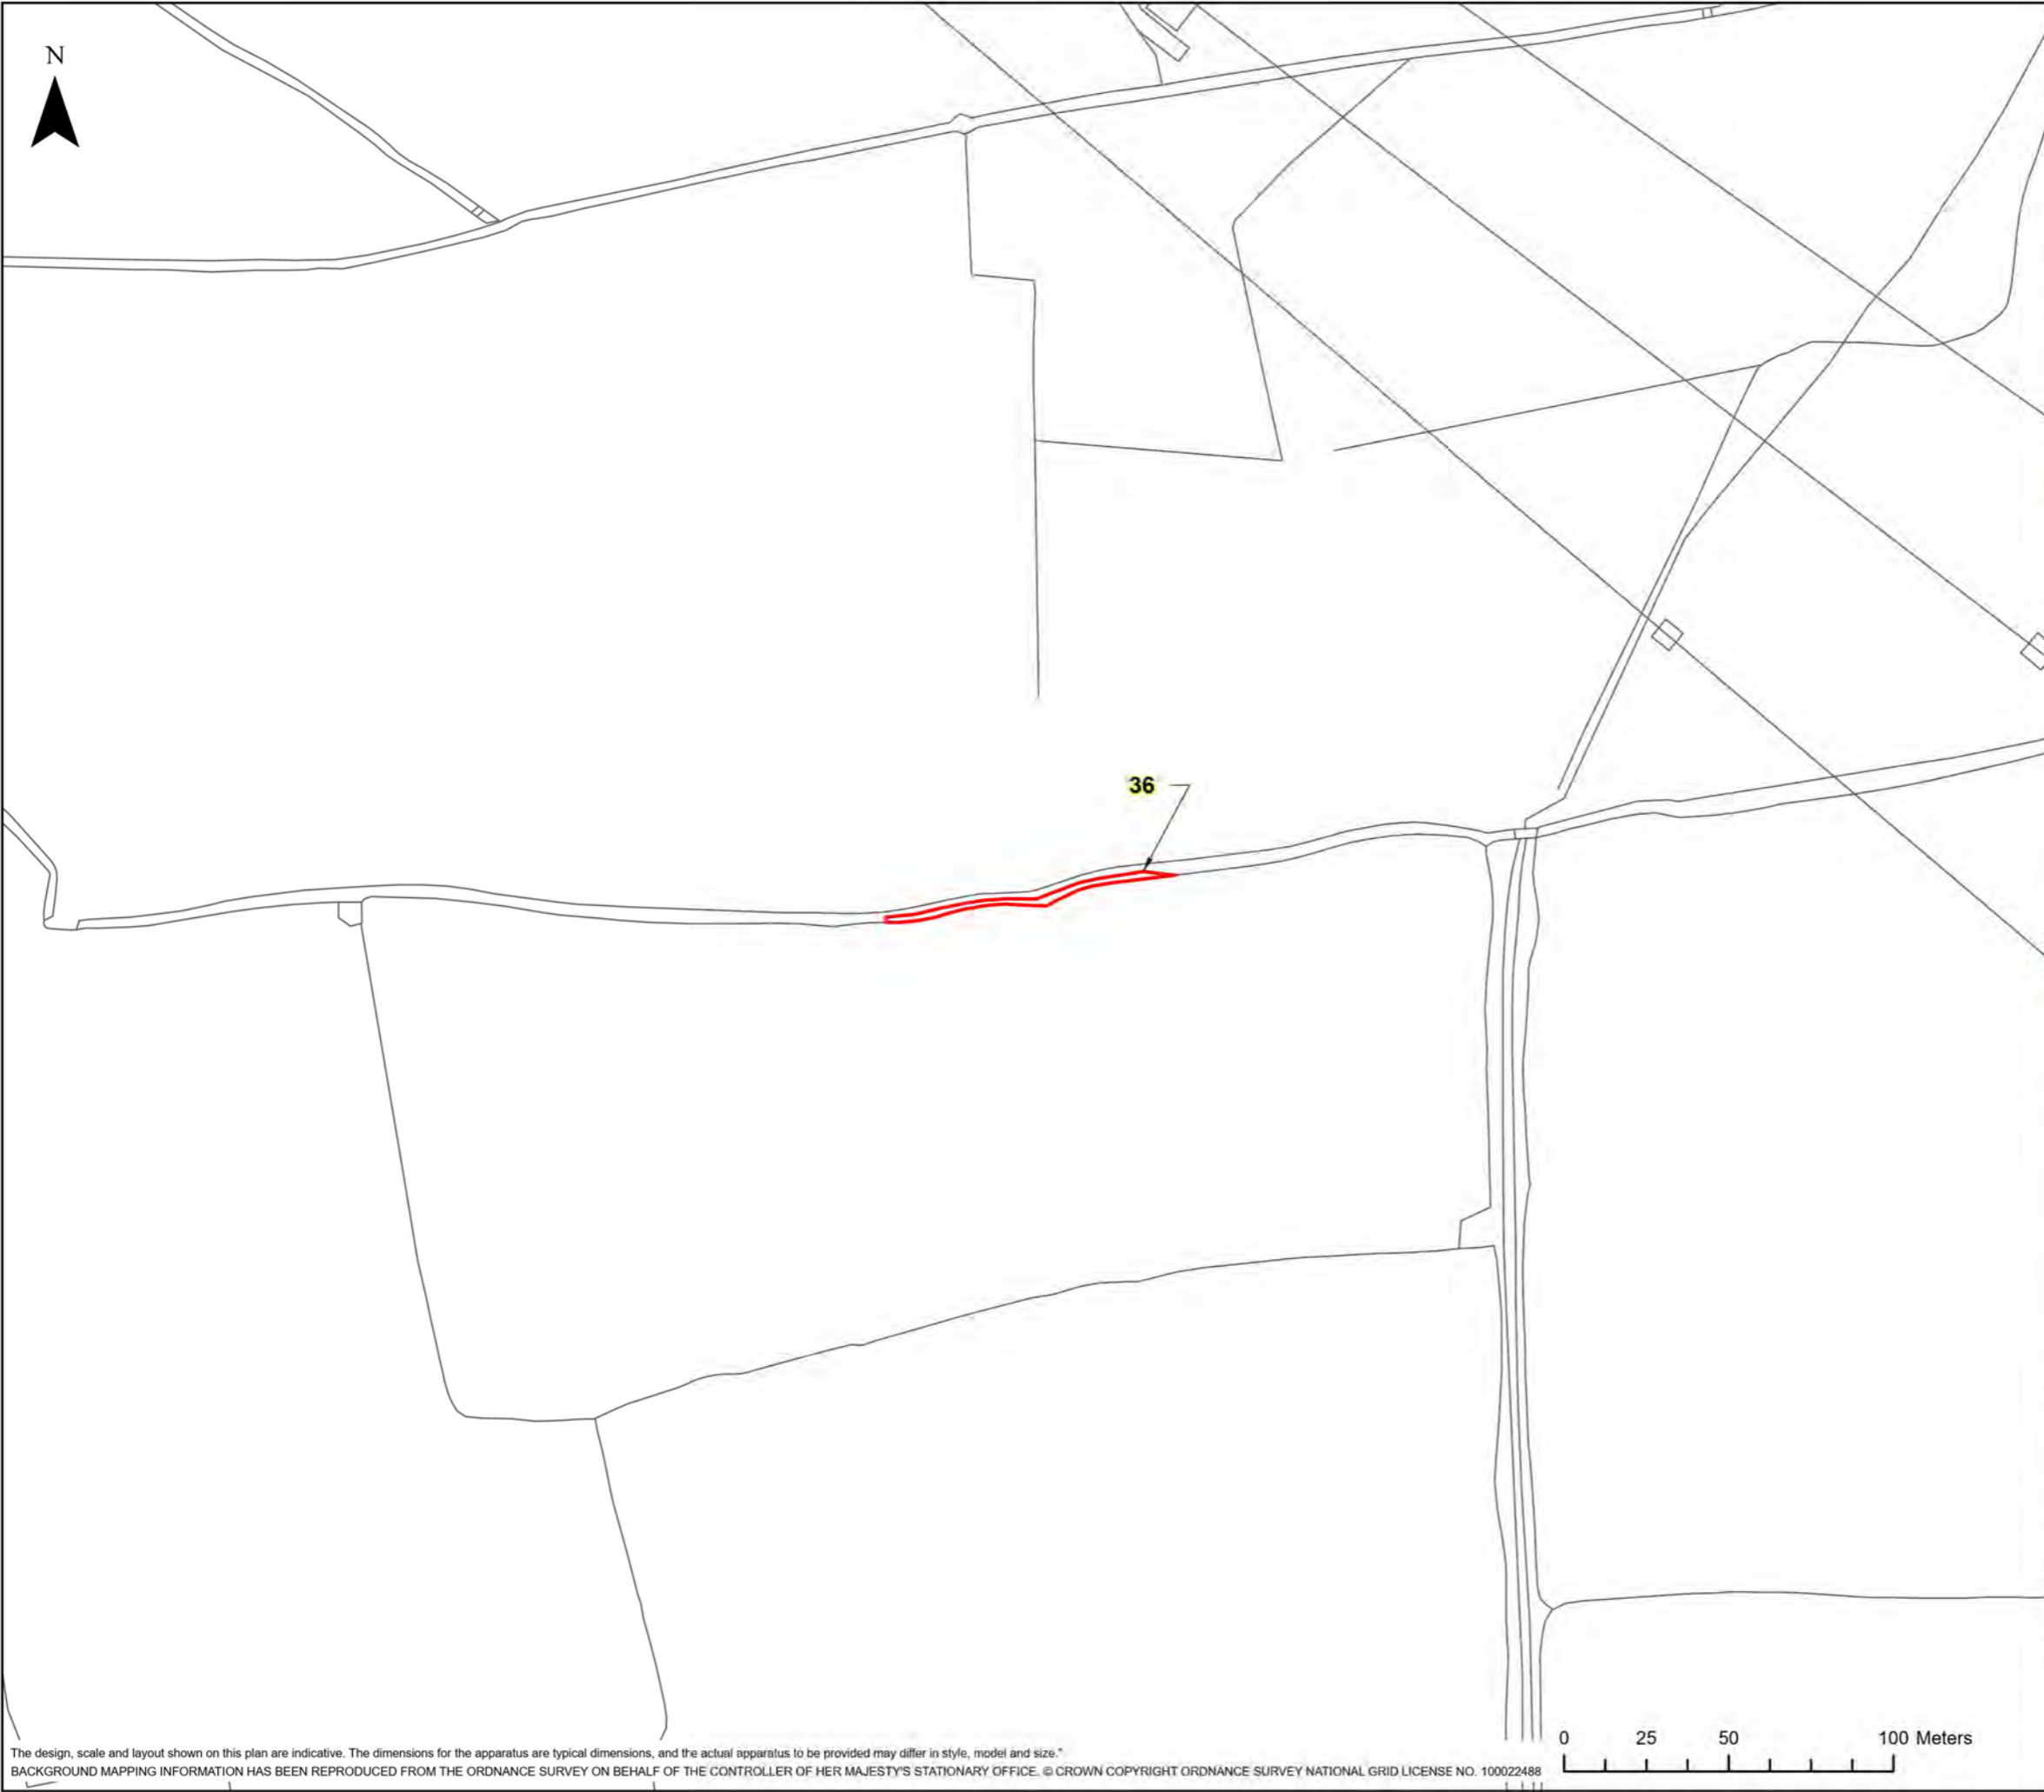 N
36
0 25 50 100 Meters
The design, scale and layout shown on this plan are indicative. The dimensions for the apparatus are typical dimensions, and the actual apparatus to be provided may differ in style, model and size."
BACKGROUND MAPPING INFORMATION HAS BEEN REPRODUCED FROM THE ORDNANCE SURVEY ON BEHALF OF THE CONTROLLER OF HER MAJESTY'S STATIONARY OFFICE. © CROWN COPYRIGHT ORDNANCE SURVEY NATIONAL GRID LICENSE NO. 100022488